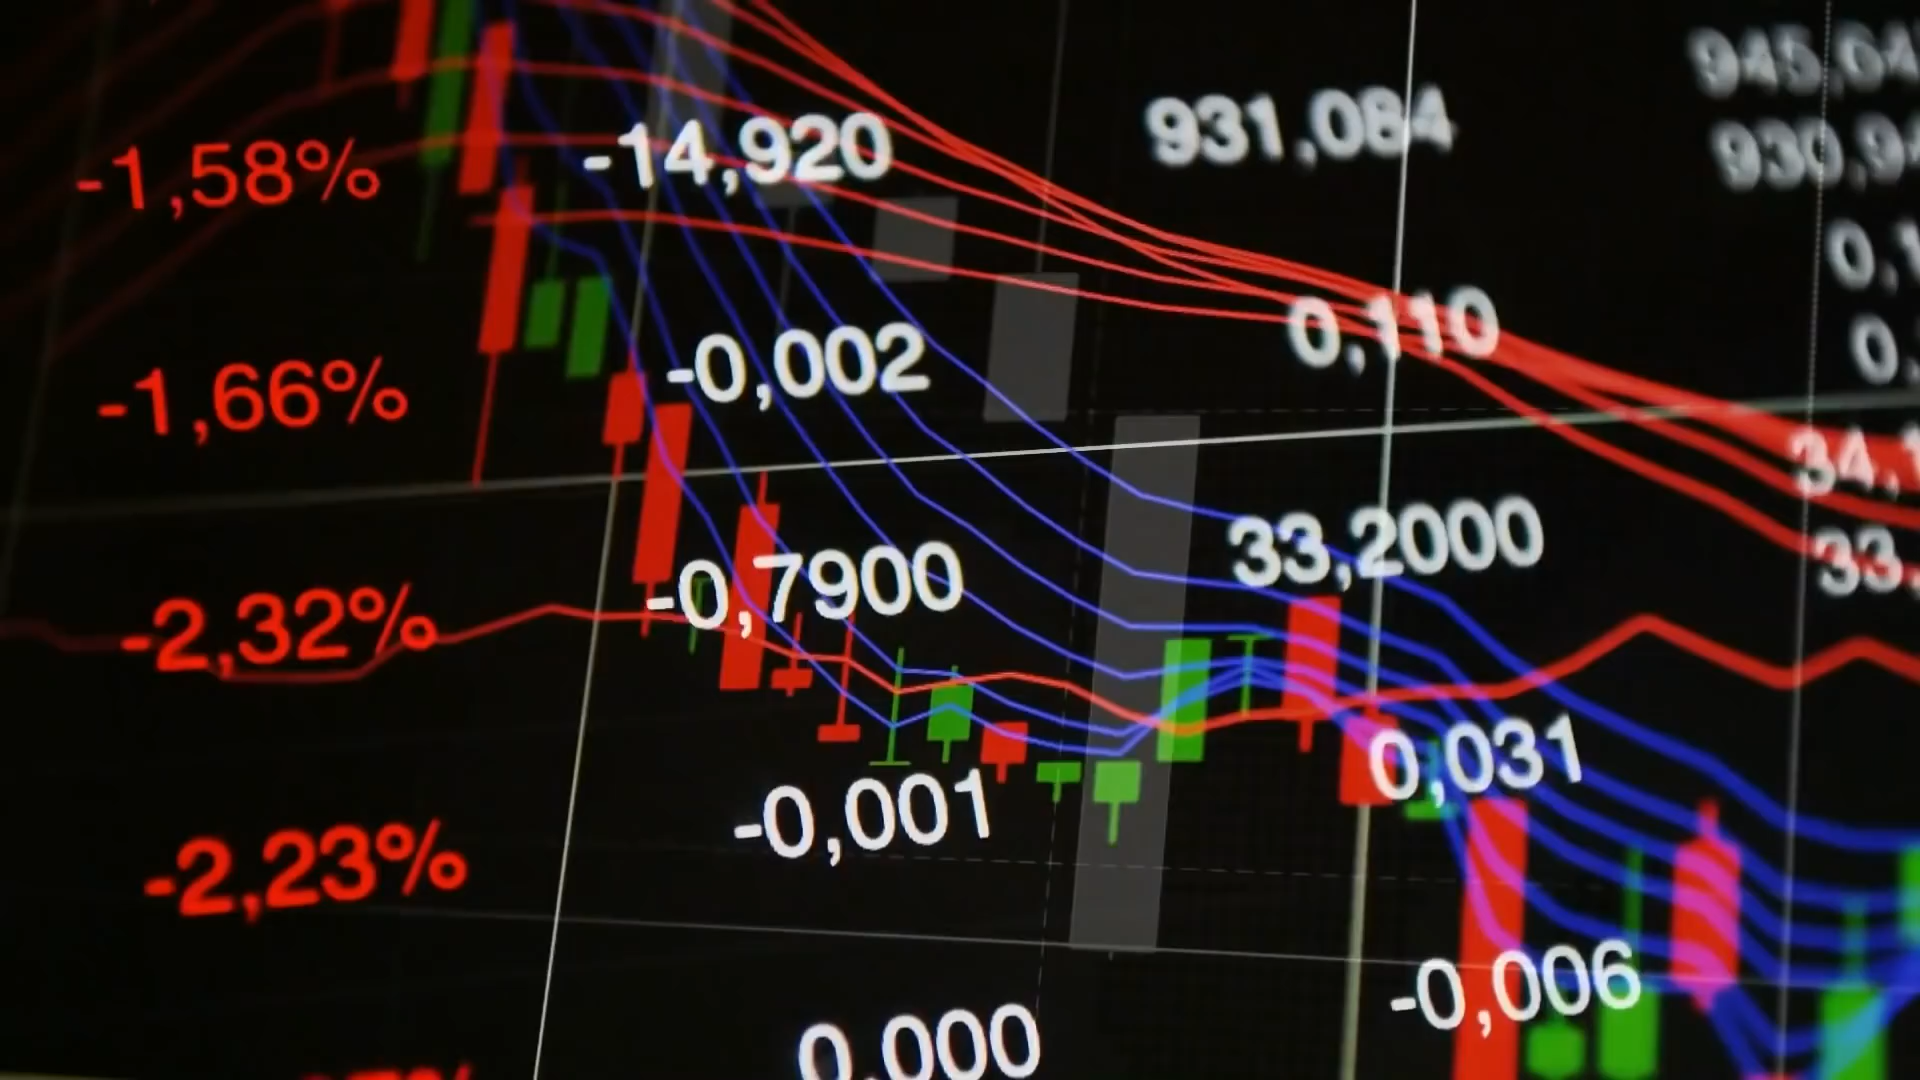 -1,58% -14,920 931,084
-1,66% -0,002 0,110
-2,32% -0,7900 33,2000
-2,23% -0,001 0,031
0,000 -0,006